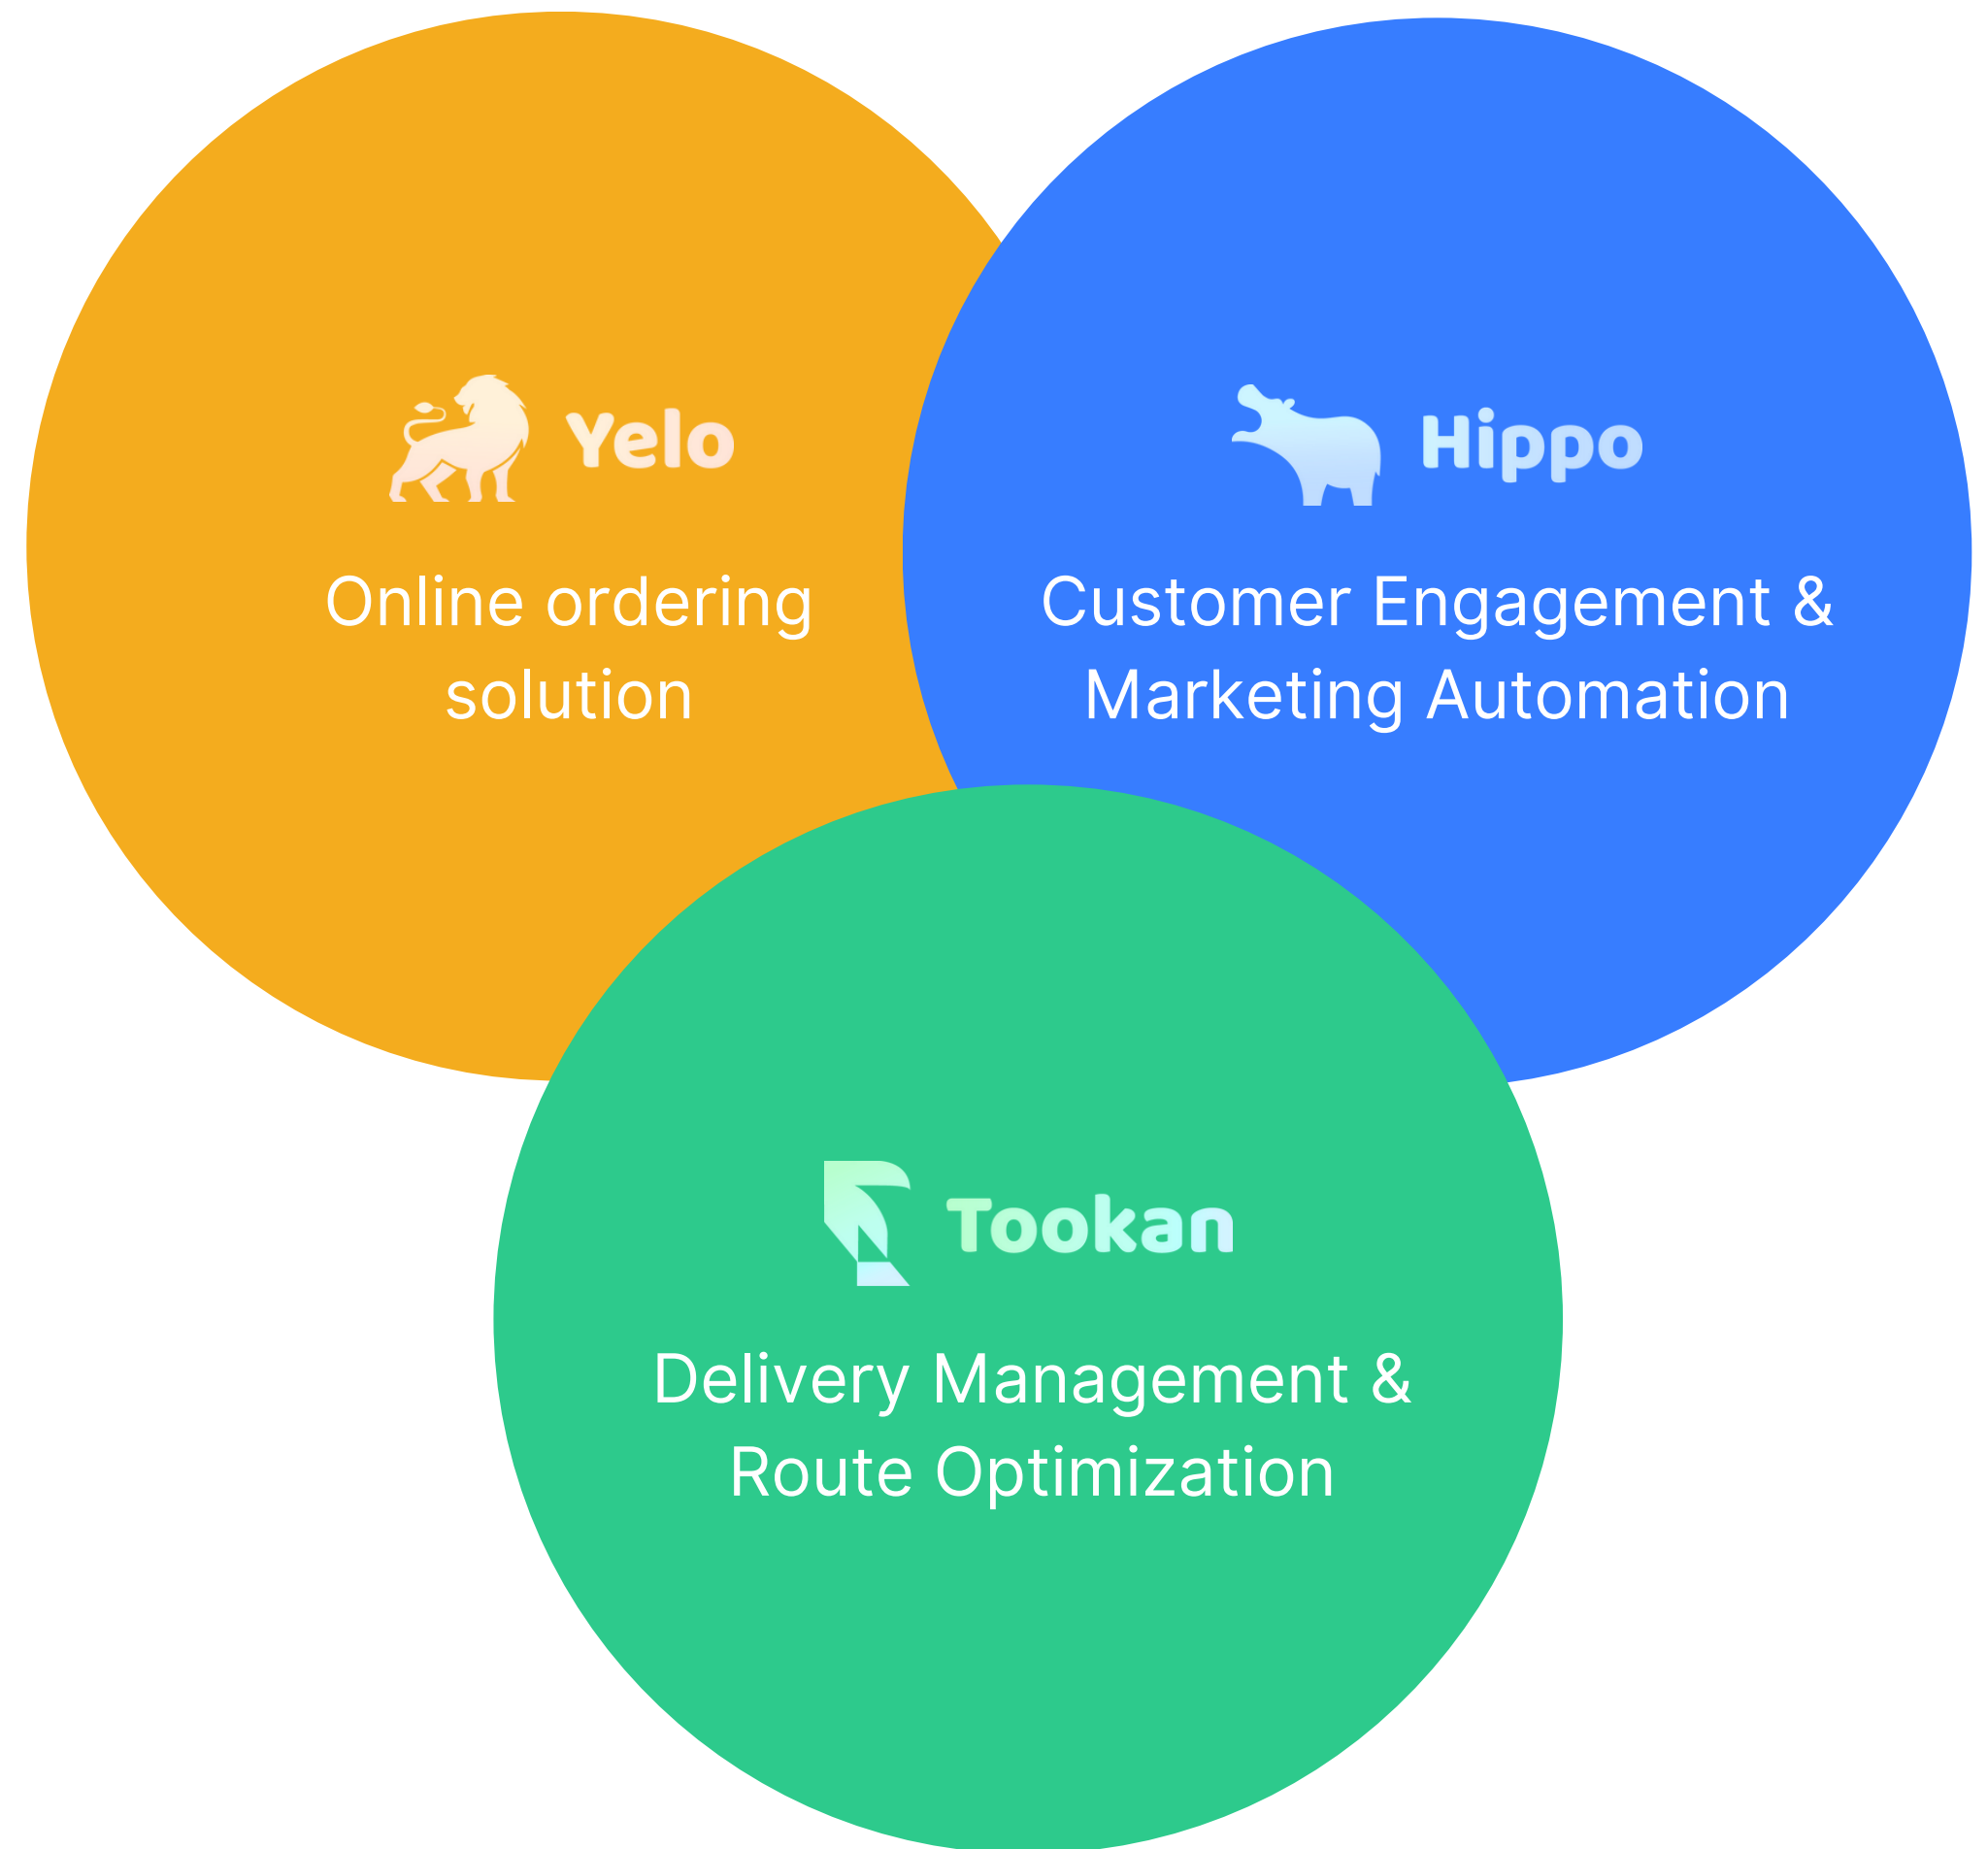 Yelo
Online ordering
solution
Hippo
Customer Engagement &
Marketing Automation
Tookan
Delivery Management &
Route Optimization